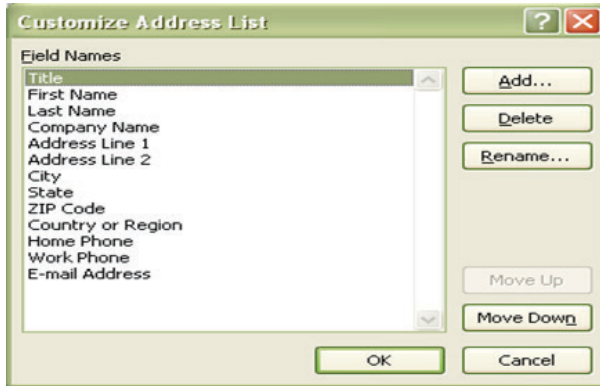 Customize Address List
?
Field Names
Title
First Name
Last Name
Company Name
Address Line 1
Address Line 2
City
State
ZIP Code
Country or Region
Home Phone
Work Phone
E-mail Address
Add...
Delete
Rename...
Move Up
Move Down
OK
Cancel